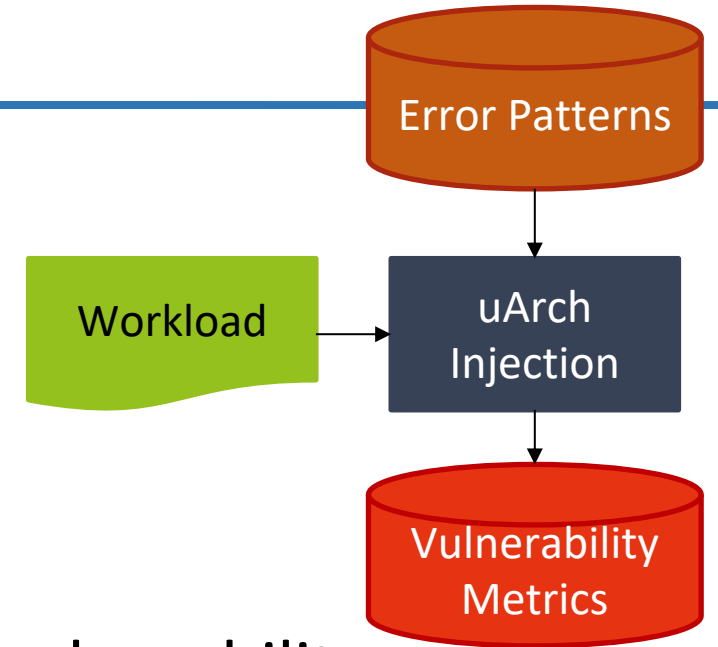 Error Patterns
Workload
uArch
Injection
Vulnerability
Metrics